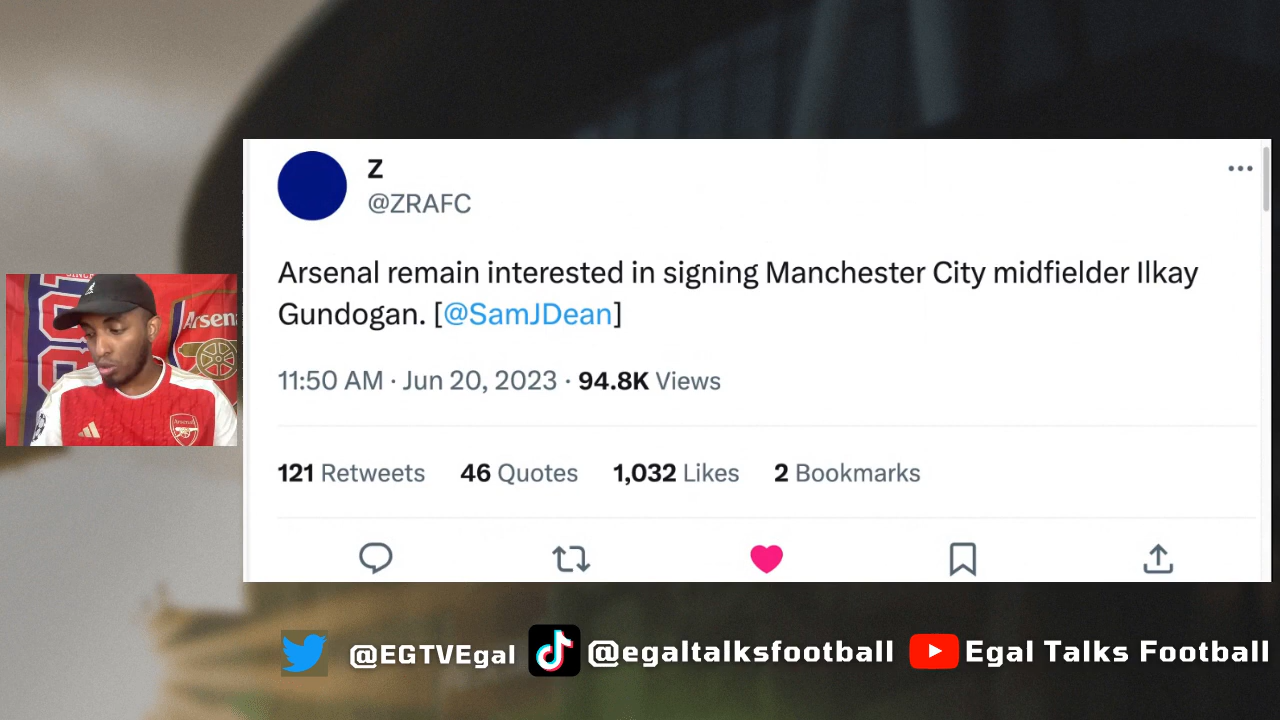 Z
@ZRAFC
Arsenal remain interested in signing Manchester City midfielder Ilkay
Gundogan. [@SamJDean]
11:50 AM · Jun 20, 2023 · 94.8K Views
121 Retweets 46 Quotes 1,032 Likes 2 Bookmarks
Arsenal
@EGTVEgal @egaltalksfootball Egal Talks Football